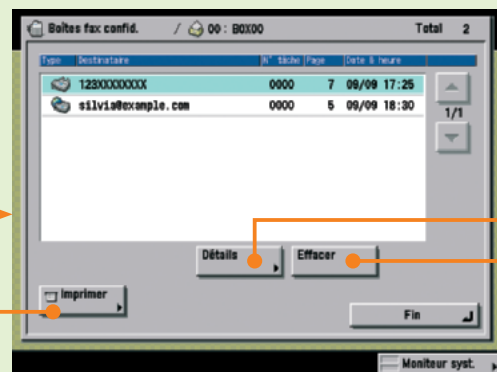 Boîtes fax confid. / 00 : BOX00 Total 2
Type Destinataire N° tâche Page Date & heure
123XXXXXXXX 0000 7 09/09 17:25
silvia@example.com 0000 5 09/09 18:30
1/1
Détails Effacer
Imprimer
Fin
Moniteur syst.